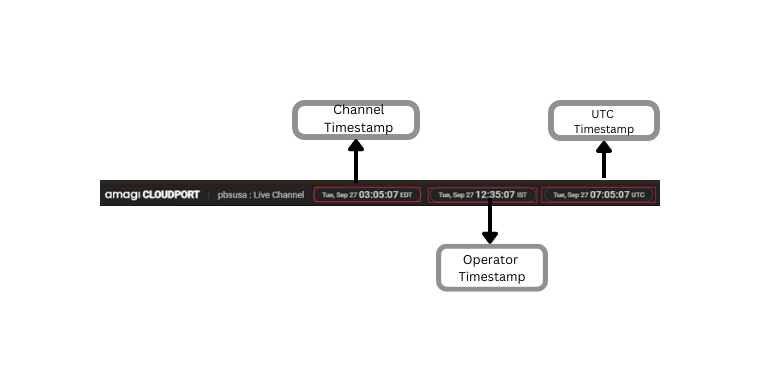 Channel
Timestamp
UTC
Timestamp
amagi CLOUDPORT | pbsusa : Live Channel Tue, Sep 27 03:05:07 EDT Tue, Sep 27 12:35:07 IST Tue, Sep 27 07:05:07 UTC
Operator
Timestamp